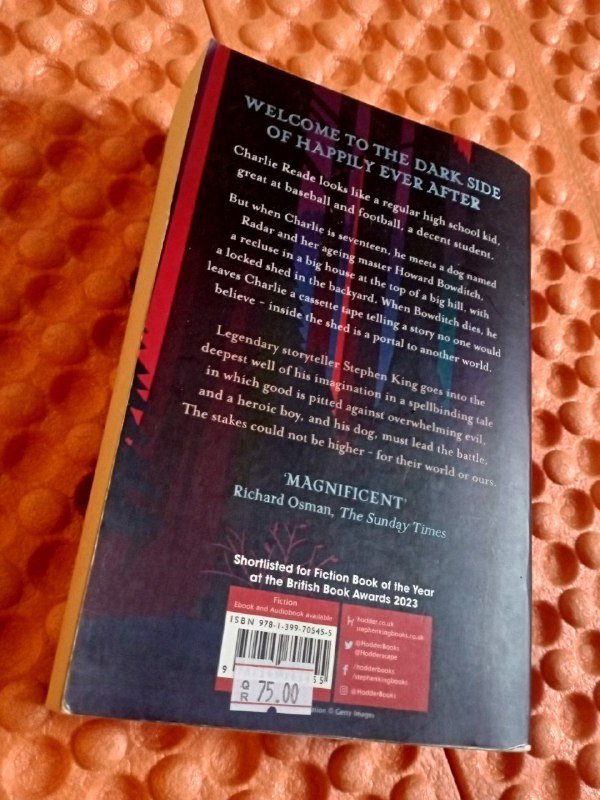 WELCOME TO THE DARK SIDE
OF HAPPILY EVER AFTER
Charlie Reade looks like a regular high school kid,
great at baseball and football, a decent student.
But when Charlie is seventeen, he meets a dog named
Radar and her ageing master Howard Bowditch,
a recluse in a big house at the top of a big hill, with
a locked shed in the backyard. When Bowditch dies, he
leaves Charlie a cassette tape telling a story no one would
believe – inside the shed is a portal to another world.
Legendary storyteller Stephen King goes into the
deepest well of his imagination in a spellbinding tale
in which good is pitted against overwhelming evil,
and a heroic boy, and his dog, must lead the battle.
The stakes could not be higher – for their world or ours.
'MAGNIFICENT'
Richard Osman, The Sunday Times
Shortlisted for Fiction Book of the Year
at the British Book Awards 2023
Fiction
Ebook and Audiobook available
ISBN 978-1-399-70545-5
9
QR 75.00
hodder.co.uk
stephenkingbooks.co.uk
@HodderBooks
@Hodderscape
/hodderbooks
/stephenkingbooks
@HodderBooks
© Getty Images